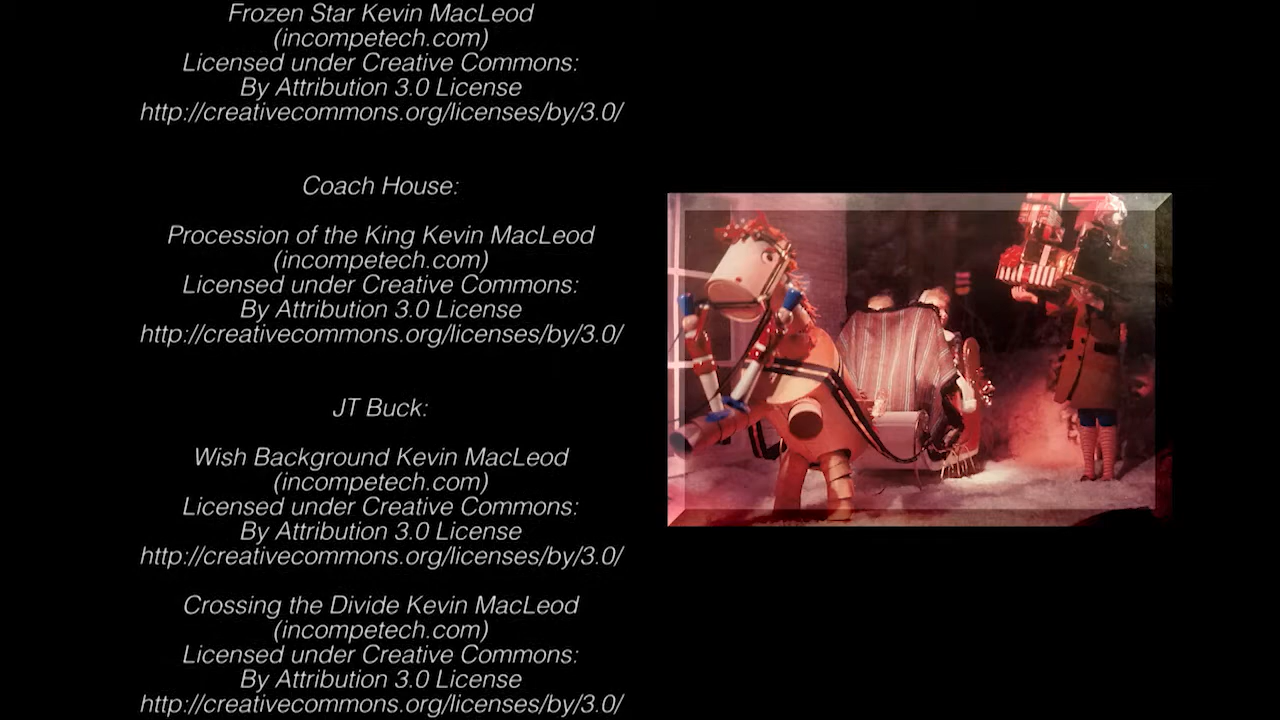 Frozen Star Kevin MacLeod
(incompetech.com)
Licensed under Creative Commons:
By Attribution 3.0 License
http://creativecommons.org/licenses/by/3.0/
Coach House:
Procession of the King Kevin MacLeod
(incompetech.com)
Licensed under Creative Commons:
By Attribution 3.0 License
http://creativecommons.org/licenses/by/3.0/
JT Buck:
Wish Background Kevin MacLeod
(incompetech.com)
Licensed under Creative Commons:
By Attribution 3.0 License
http://creativecommons.org/licenses/by/3.0/
Crossing the Divide Kevin MacLeod
(incompetech.com)
Licensed under Creative Commons:
By Attribution 3.0 License
http://creativecommons.org/licenses/by/3.0/